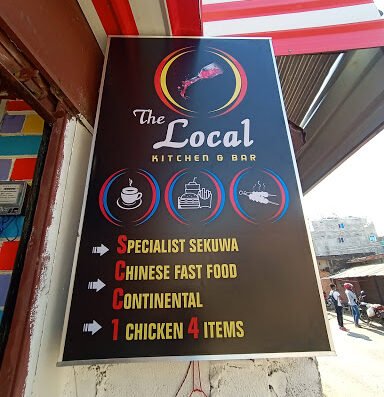 The
Local
KITCHEN & BAR
SPECIALIST SEKUWA
CHINESE FAST FOOD
CONTINENTAL
1 CHICKEN 4 ITEMS